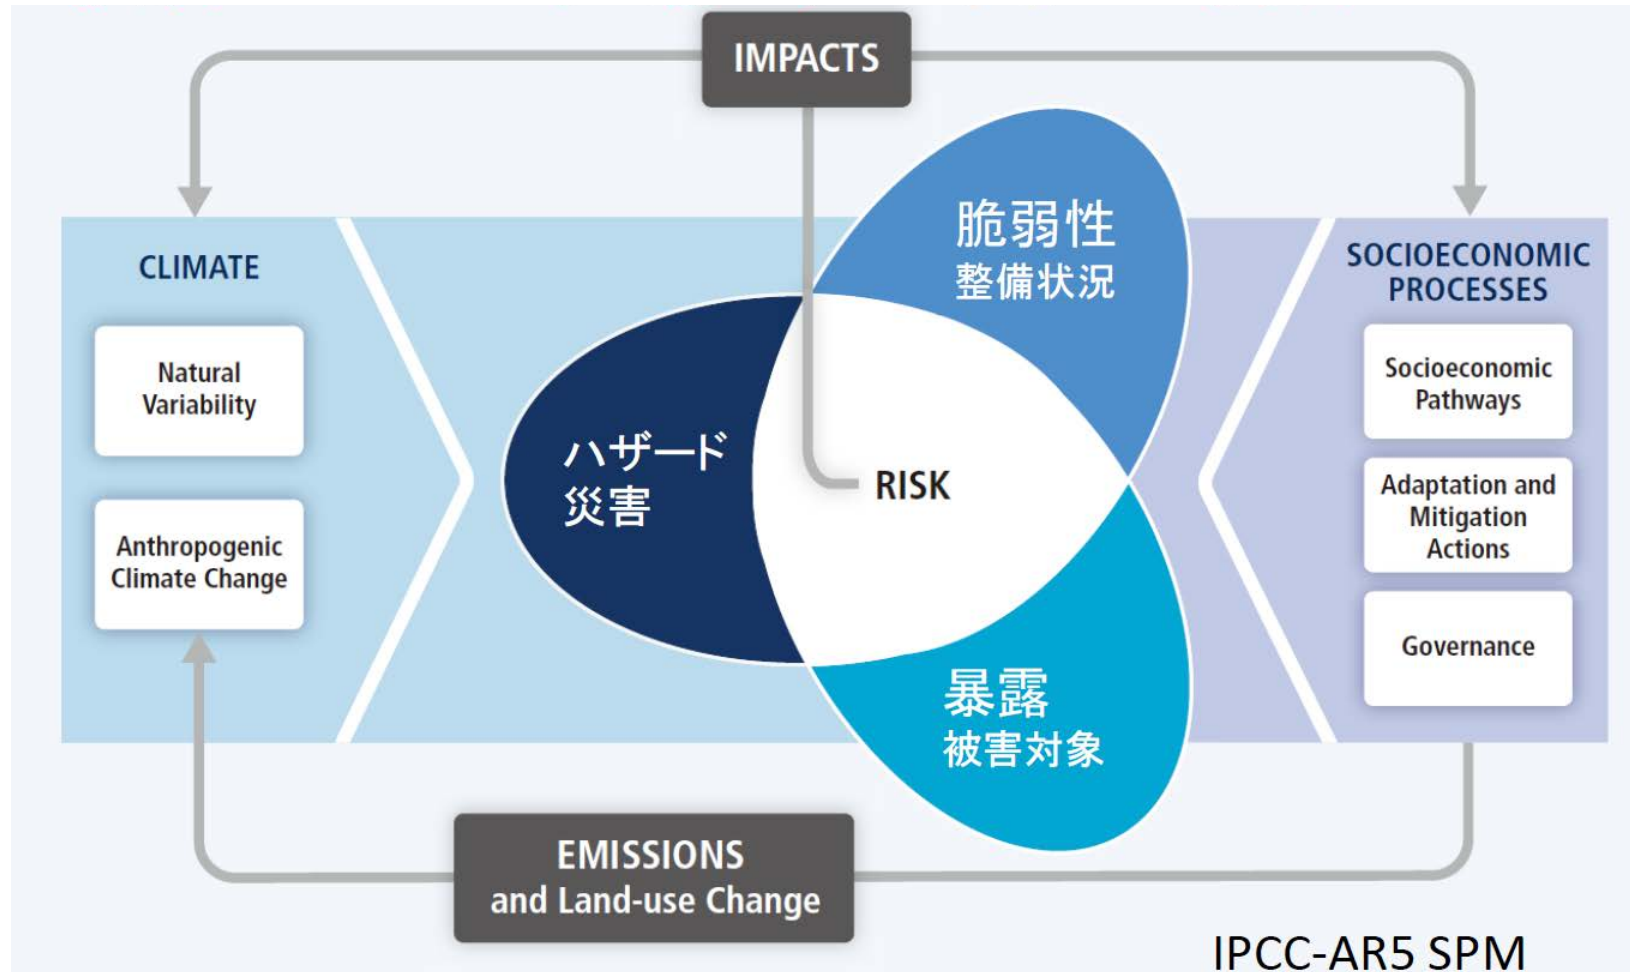 IMPACTS
CLIMATE
Natural
Variability
Anthropogenic
Climate Change
脆弱性
整備状況
ハザード
災害
RISK
暴露
被害対象
SOCIOECONOMIC
PROCESSES
Socioeconomic
Pathways
Adaptation and
Mitigation
Actions
Governance
EMISSIONS
and Land-use Change
IPCC-AR5 SPM